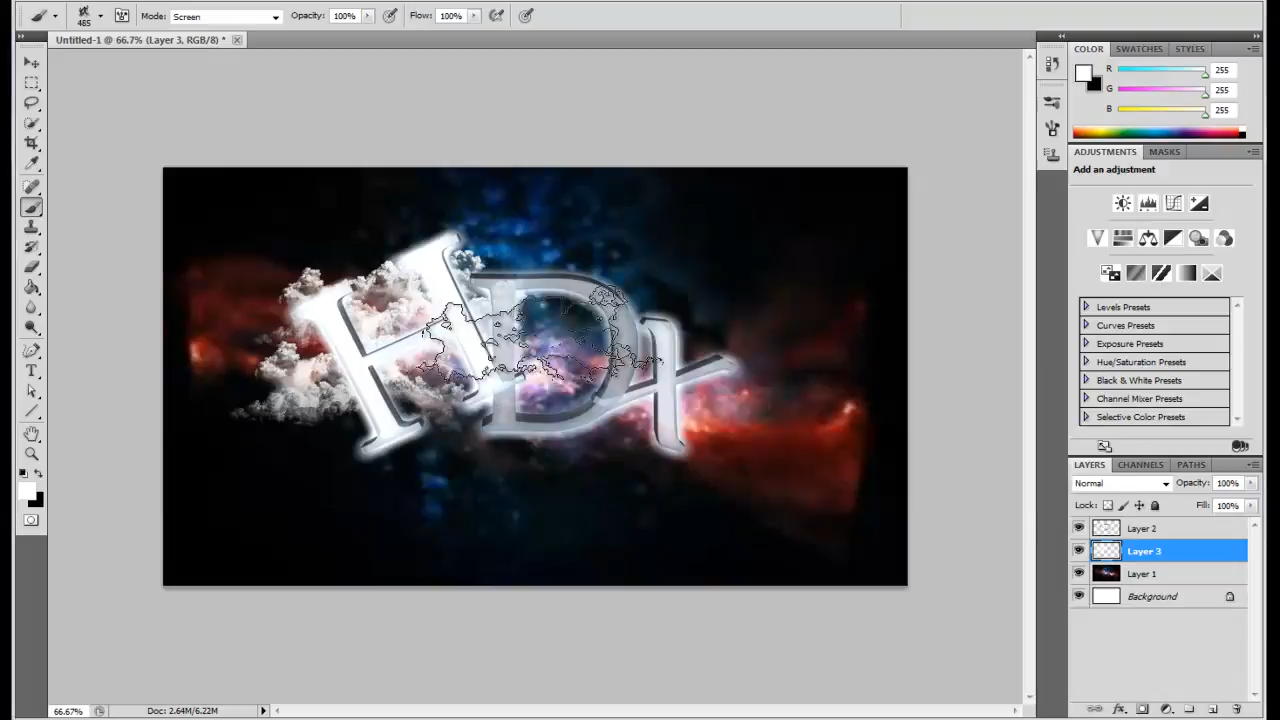 485
Mode: Screen Opacity: 100% Flow: 100%
Untitled-1 @ 66.7% (Layer 3, RGB/8) *
COLOR SWATCHES STYLES
R 255
G 255
B 255
ADJUSTMENTS MASKS
Add an adjustment
Levels Presets
Curves Presets
Exposure Presets
Hue/Saturation Presets
Black & White Presets
Channel Mixer Presets
Selective Color Presets
HDx
LAYERS CHANNELS PATHS
Normal Opacity: 100%
Lock: Fill: 100%
Layer 2
Layer 3
Layer 1
Background
66.67% Doc: 2.64M/6.22M